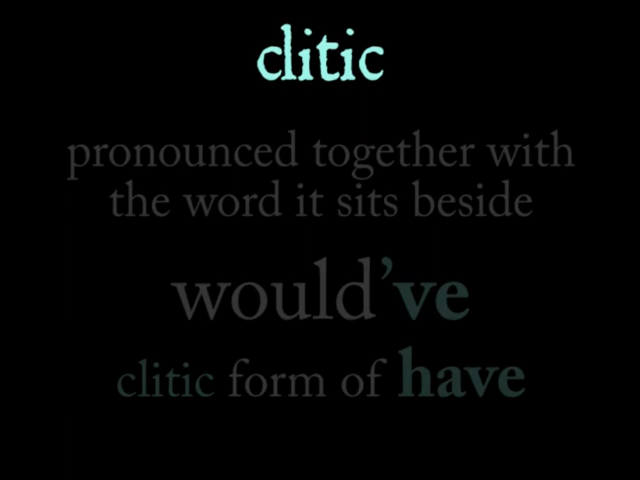 clitic
pronounced together with
the word it sits beside
would've
clitic form of have